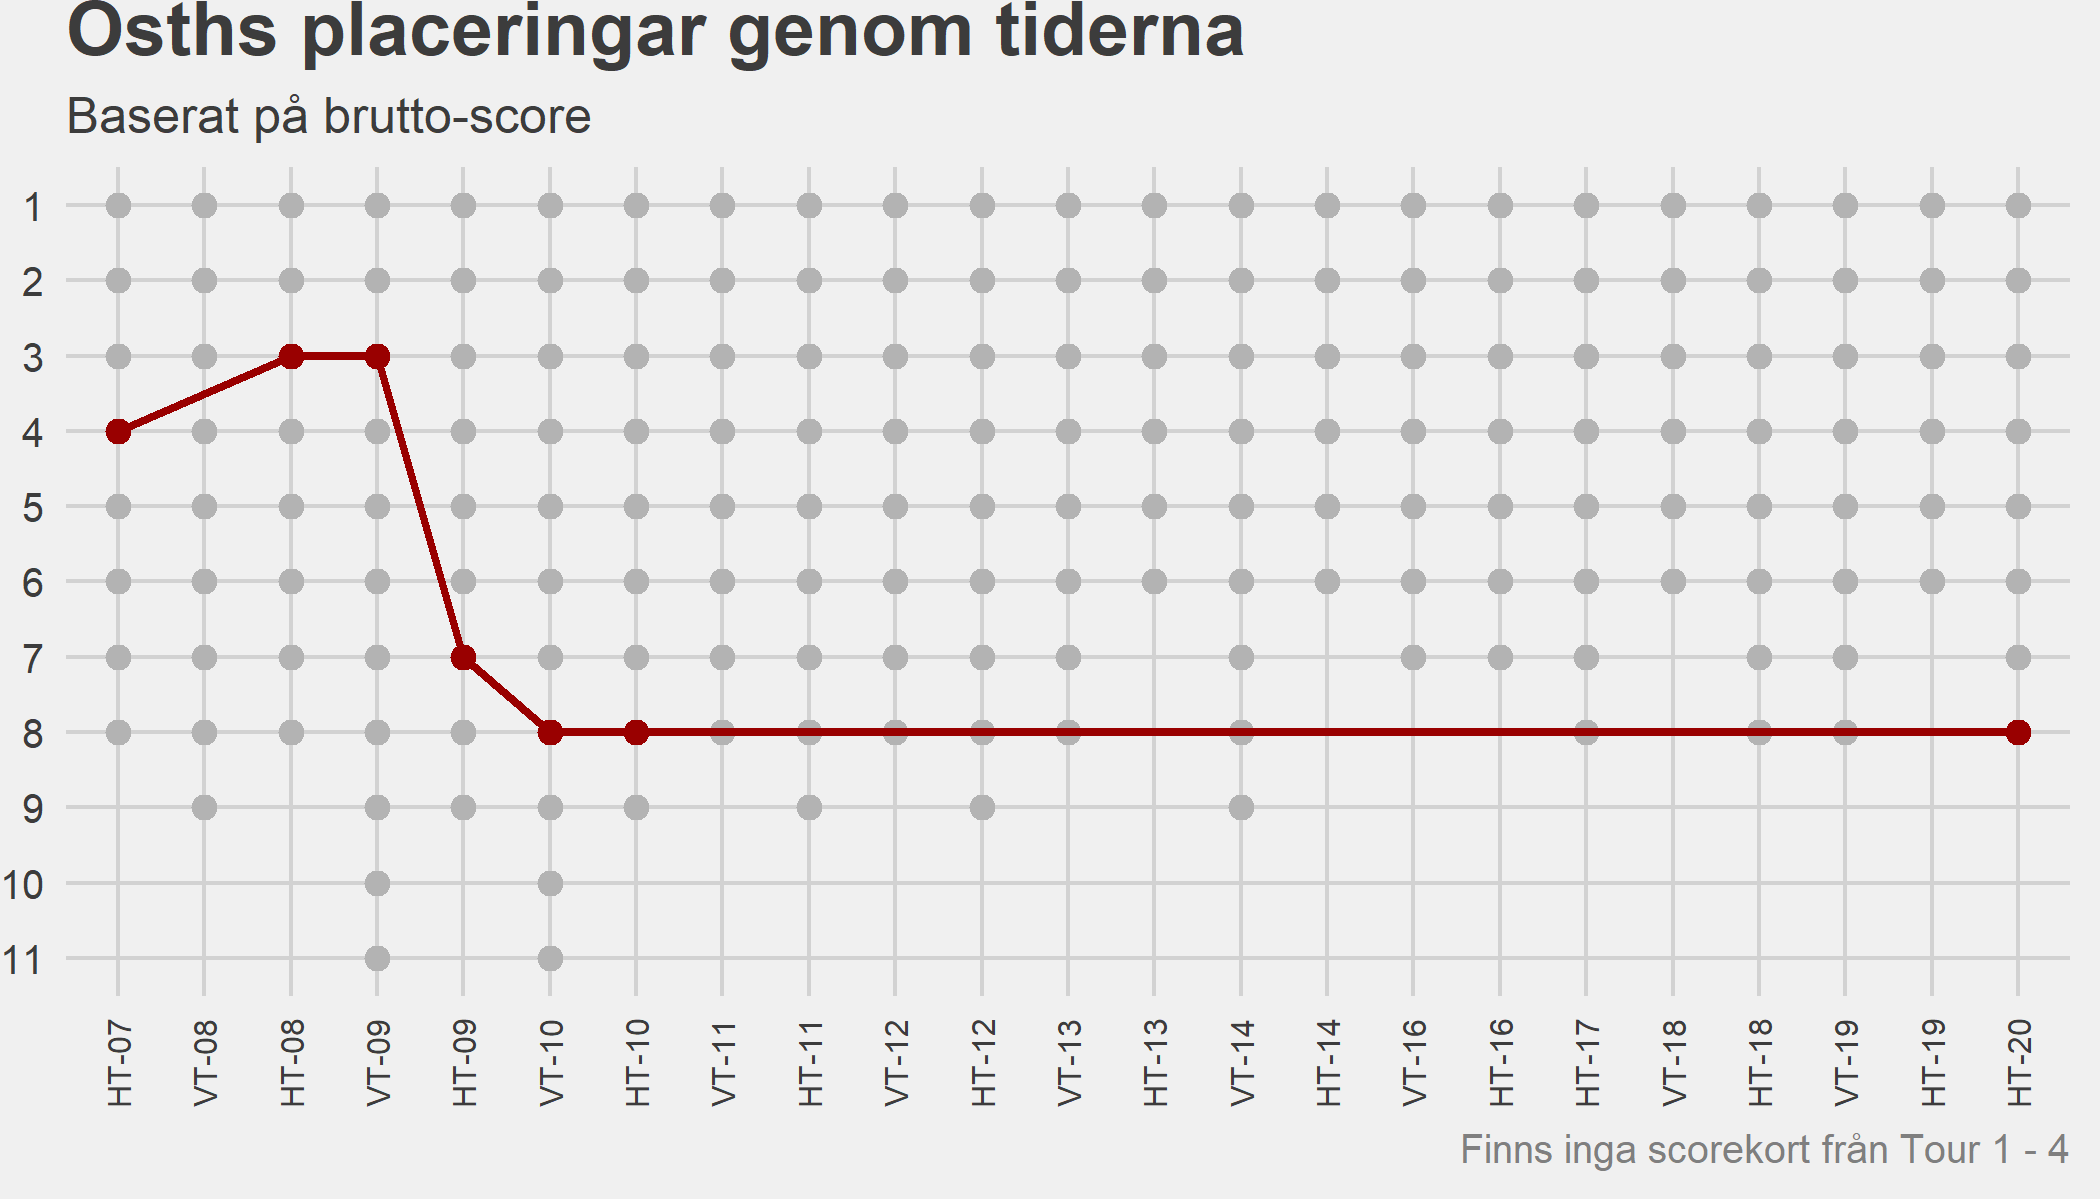 Osths placeringar genom tiderna
Baserat på brutto-score
1
2
3
4
5
6
7
8
9
10
11
HT-07 VT-08 HT-08 VT-09 HT-09 VT-10 HT-10 VT-11 HT-11 VT-12 HT-12 VT-13 HT-13 VT-14 HT-14 VT-16 HT-16 HT-17 VT-18 HT-18 VT-19 HT-19 HT-20
Finns inga scorekort från Tour 1 - 4